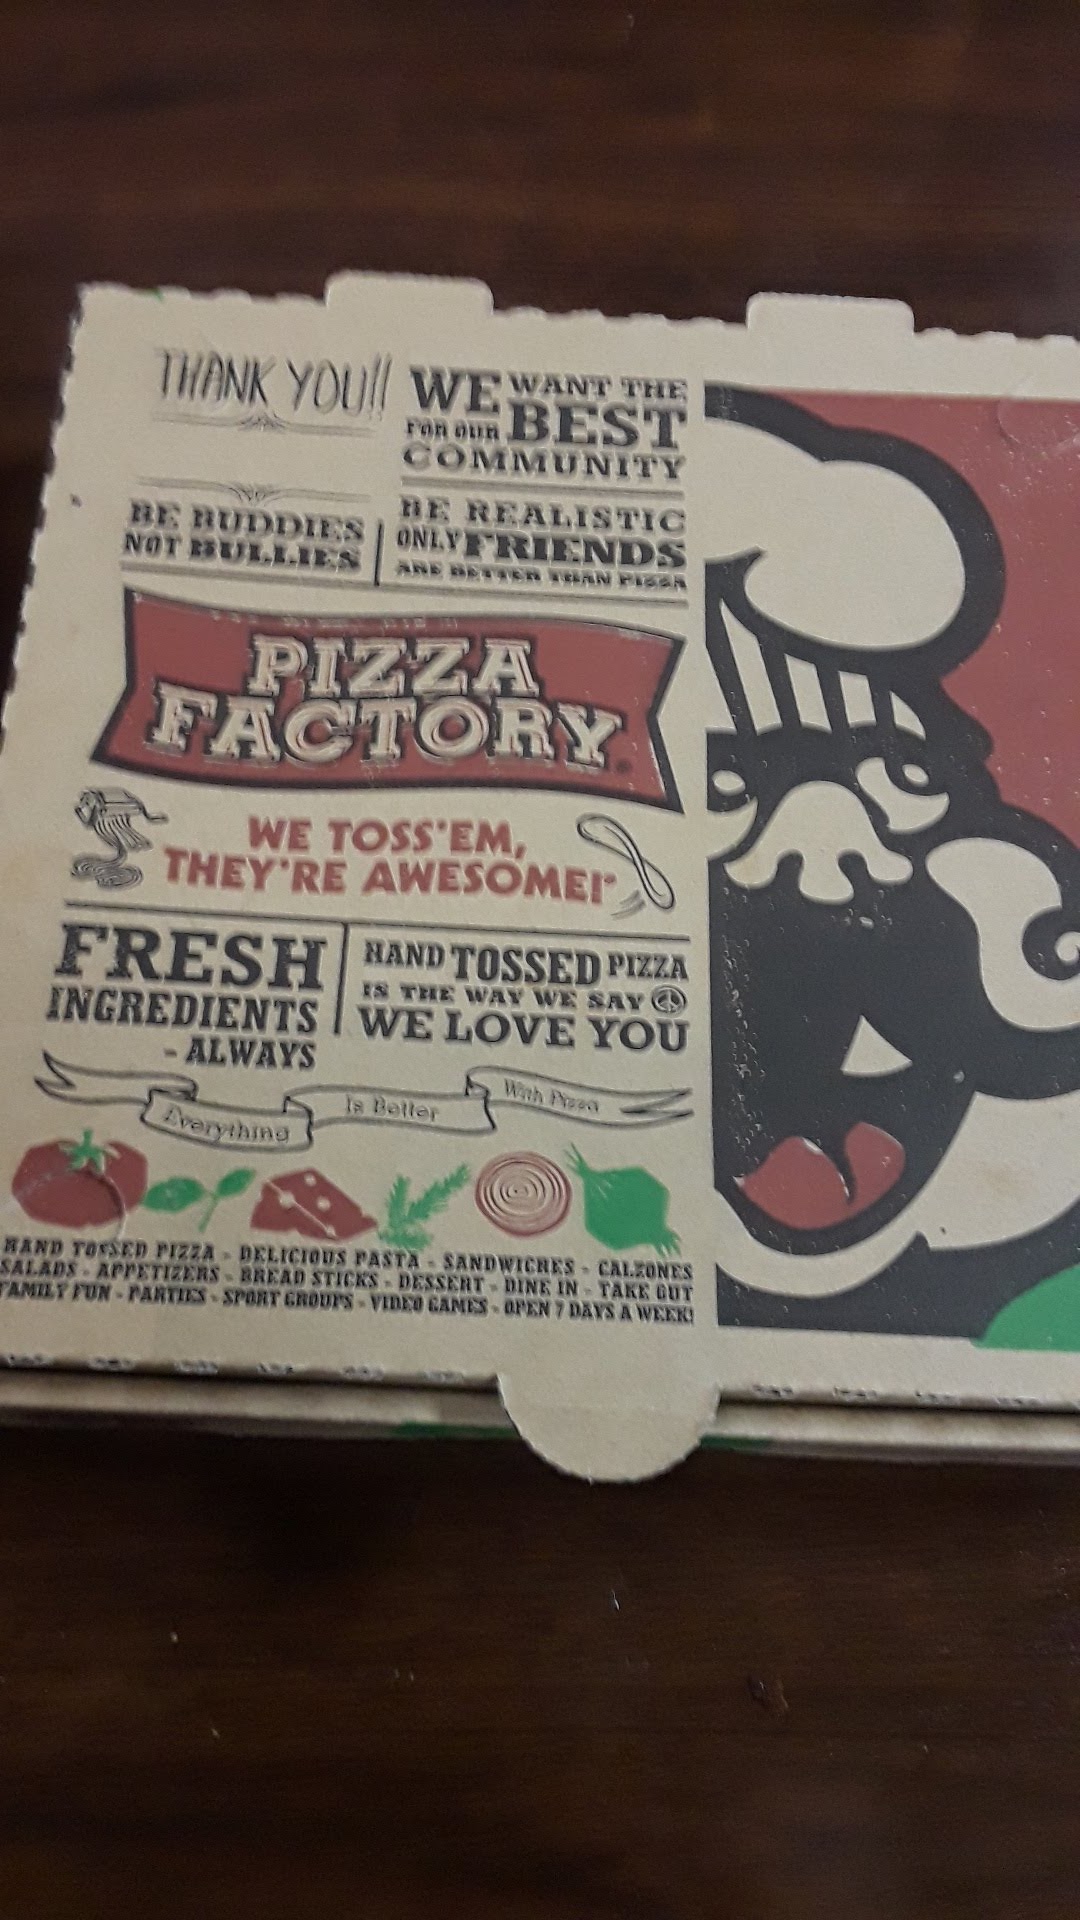 THANK YOU!!
WE WANT THE
FOR OUR BEST
COMMUNITY
BE BUDDIES
NOT BULLIES
BE REALISTIC
ONLY FRIENDS
ARE BETTER THAN PIZZA
PIZZA
FACTORY®
WE TOSS'EM,
THEY'RE AWESOME!
FRESH
INGREDIENTS
- ALWAYS
HAND TOSSED PIZZA
IS THE WAY WE SAY
WE LOVE YOU
Everything Is Better With Pizza
HAND TOSSED PIZZA - DELICIOUS PASTA - SANDWICHES - CALZONES
SALADS - APPETIZERS - BREAD STICKS - DESSERT - DINE IN - TAKE OUT
FAMILY FUN - PARTIES - SPORT GROUPS - VIDEO GAMES - OPEN 7 DAYS A WEEK!